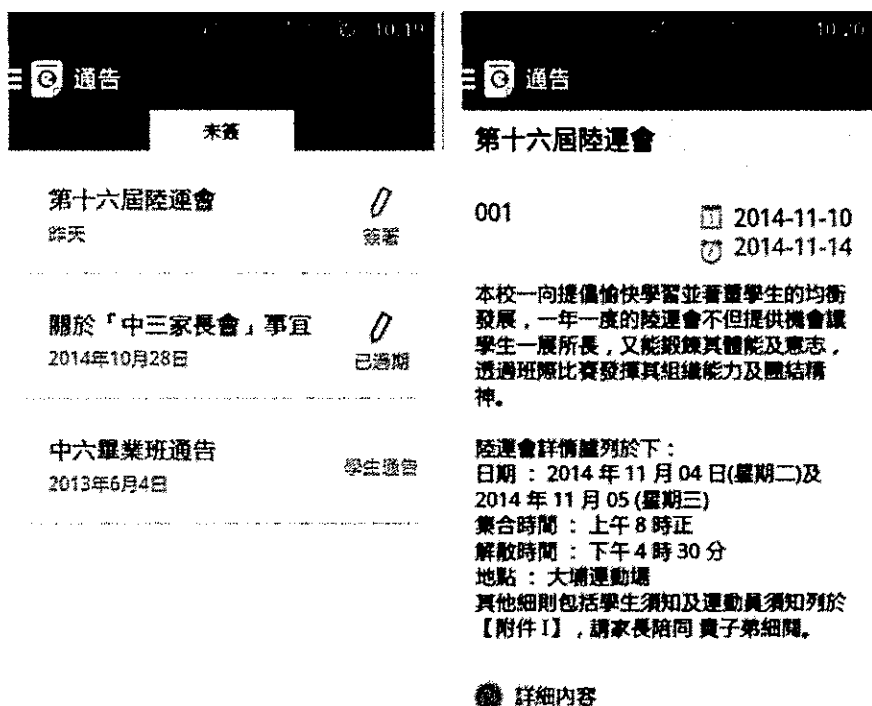 10:19
通告
未簽
第十六屆陸運會
昨天
簽署
關於「中三家長會」事宜
2014年10月28日
已過期
中六畢業班通告
2013年6月4日
學生通告
10:20
通告
第十六屆陸運會
001
2014-11-10
2014-11-14
本校一向提倡愉快學習並著重學生的均衡
發展，一年一度的陸運會不但提供機會讓
學生一展所長，又能鍛鍊其體能及意志，
透過班際比賽發揮其組織能力及團結精
神。
陸運會詳情謹列於下：
日期 ： 2014 年 11 月 04 日(星期二)及
2014 年 11 月 05 (星期三)
集合時間 ： 上午 8 時正
解散時間 ： 下午 4 時 30 分
地點 ： 大埔運動場
其他細則包括學生須知及運動員須知列於
【附件 I】，請家長陪同 貴子弟細閱。
詳細內容